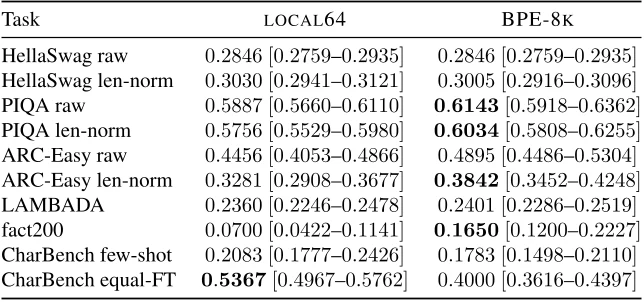 Task LOCAL64 BPE-8K
HellaSwag raw 0.2846 [0.2759–0.2935] 0.2846 [0.2759–0.2935]
HellaSwag len-norm 0.3030 [0.2941–0.3121] 0.3005 [0.2916–0.3096]
PIQA raw 0.5887 [0.5660–0.6110] 0.6143 [0.5918–0.6362]
PIQA len-norm 0.5756 [0.5529–0.5980] 0.6034 [0.5808–0.6255]
ARC-Easy raw 0.4456 [0.4053–0.4866] 0.4895 [0.4486–0.5304]
ARC-Easy len-norm 0.3281 [0.2908–0.3677] 0.3842 [0.3452–0.4248]
LAMBADA 0.2360 [0.2246–0.2478] 0.2401 [0.2286–0.2519]
fact200 0.0700 [0.0422–0.1141] 0.1650 [0.1200–0.2227]
CharBench few-shot 0.2083 [0.1777–0.2426] 0.1783 [0.1498–0.2110]
CharBench equal-FT 0.5367 [0.4967–0.5762] 0.4000 [0.3616–0.4397]